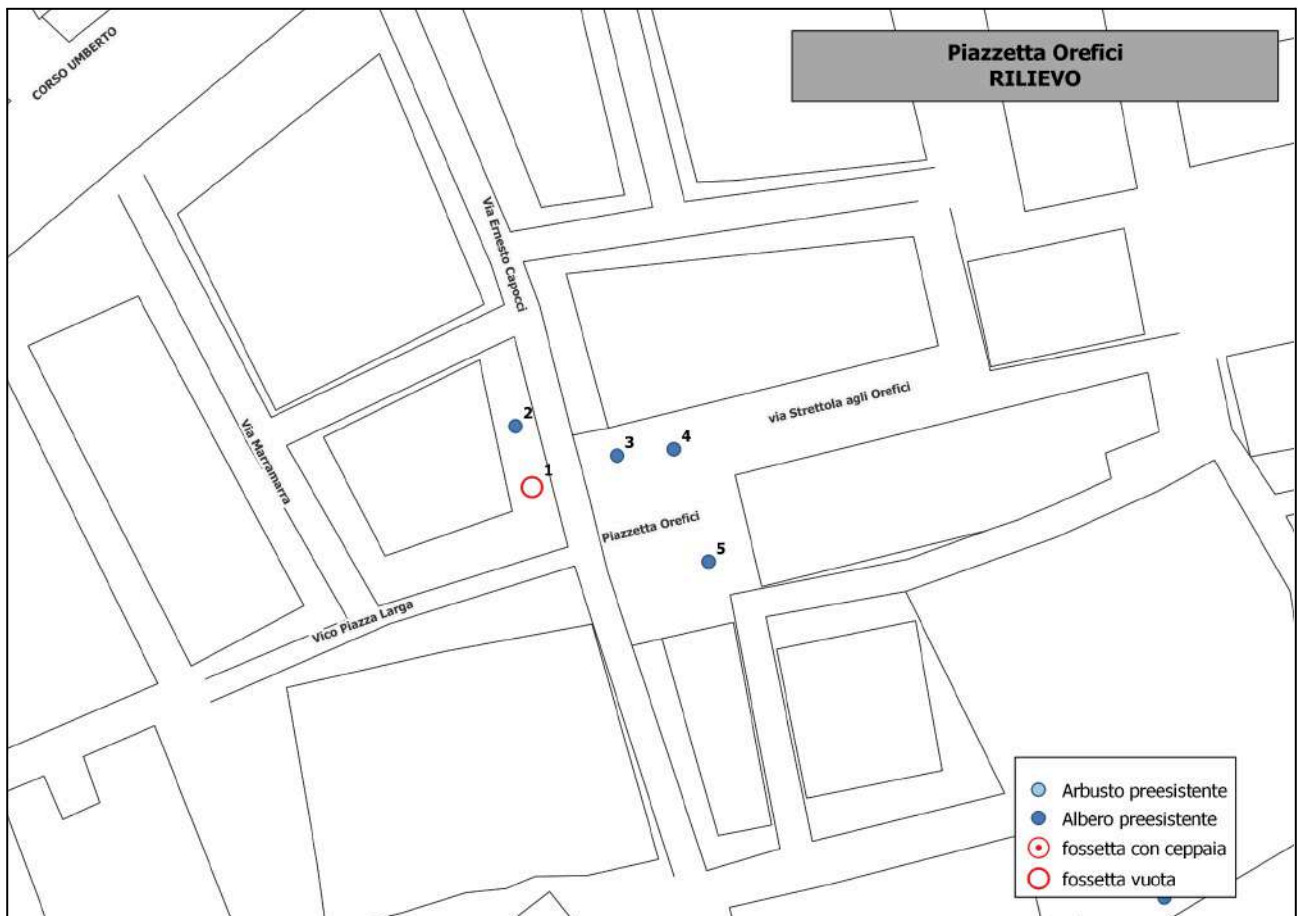 Piazzetta Orefici
RILIEVO
CORSO UMBERTO
Via Ernesto Capocci
2
3
4
via Strettola agli Orefici
Via Marramarra
1
Piazzetta Orefici
5
Vico Piazza Larga
Arbusto preesistente
Albero preesistente
fossetta con ceppaia
fossetta vuota